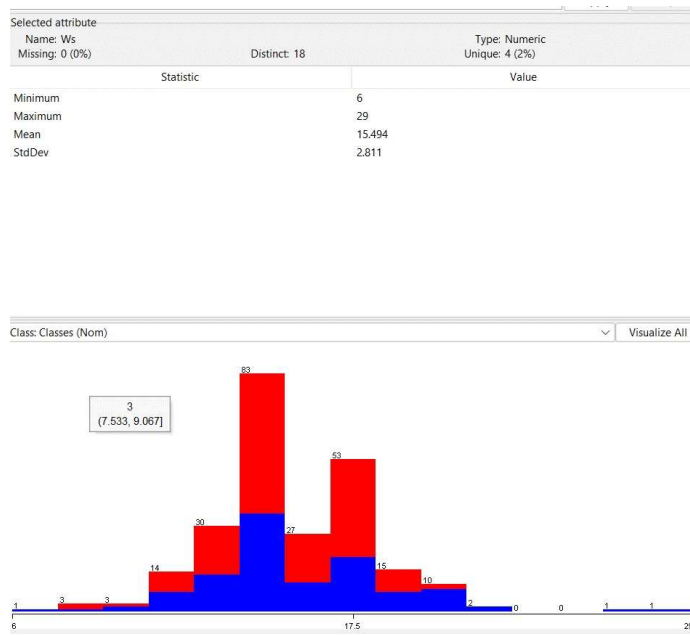 Selected attribute
Name: Ws
Type: Numeric
Missing: 0 (0%)
Distinct: 18
Unique: 4 (2%)
Statistic
Value
Minimum
6
Maximum
29
Mean
15.494
StdDev
2.811
Class: Classes (Nom)
Visualize All
83
3
(7.533, 9.067]
53
30
27
14
15
10
3
3
2
1
0
0
1
1
6
17.5